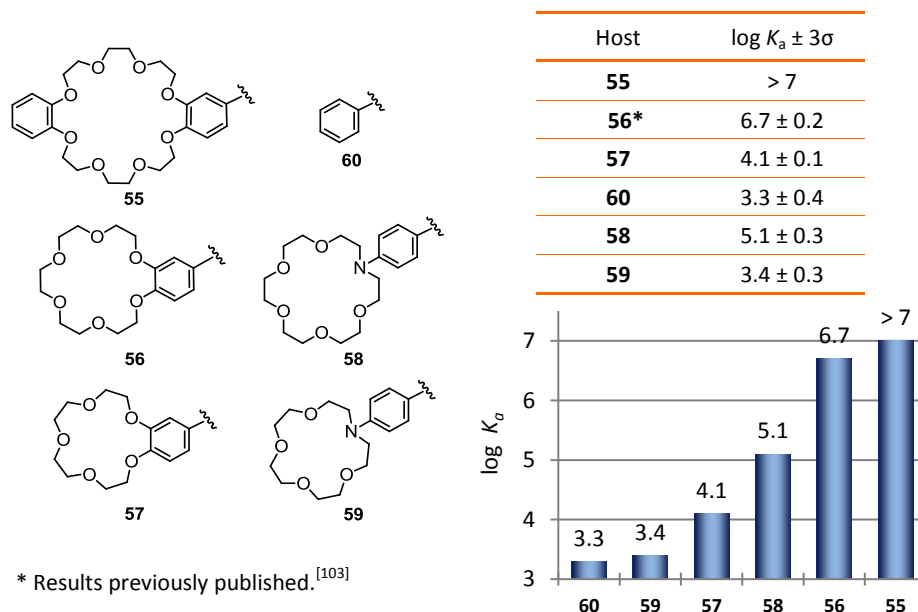 O O
O O
O O
O O
55
60
O O
O O
O O
56
O
O N
O O
O
58
O O
O
O O
57
O N
O O
O
59
* Results previously published.[103]
Host log Ka ± 3σ
55 > 7
56* 6.7 ± 0.2
57 4.1 ± 0.1
60 3.3 ± 0.4
58 5.1 ± 0.3
59 3.4 ± 0.3
log Ka
7
6
5
4
3
3.3 3.4 4.1 5.1 6.7 > 7
60 59 57 58 56 55